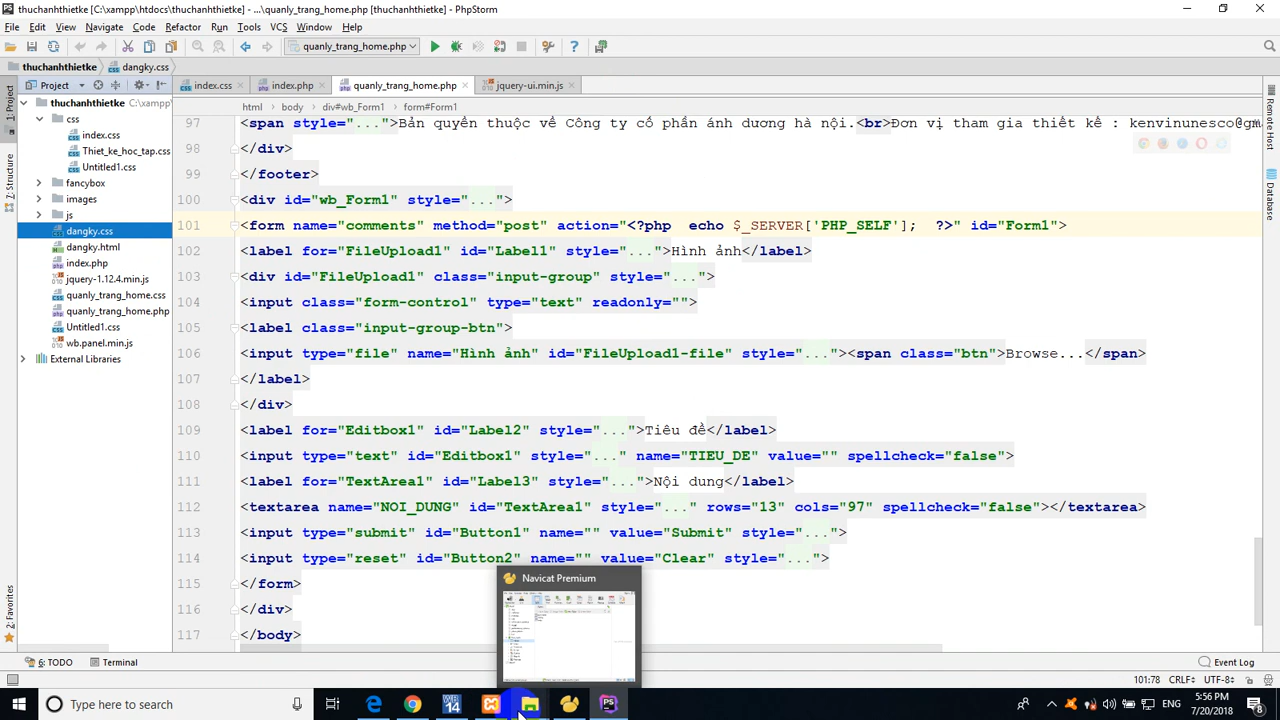 thuchanhthietke [C:\xampp\htdocs\thuchanhthietke] - ...\quanly_trang_home.php [thuchanhthietke] - PhpStorm
File Edit View Navigate Code Refactor Run Tools VCS Window Help
quanly_trang_home.php
thuchanhthietke dangky.css
Project
index.css index.php quanly_trang_home.php jquery-ui.min.js
html body div#wb_Form1 form#Form1
1: Project
Structure
Favorites
Remote Host
Database
thuchanhthietke C:\xampp\
css
index.css
Thiet_ke_hoc_tap.css
Untitled1.css
fancybox
images
js
dangky.css
dangky.html
index.php
jquery-1.12.4.min.js
quanly_trang_home.css
quanly_trang_home.php
Untitled1.css
wb.panel.min.js
External Libraries
97 <span style="...">Bản quyền thuộc về Công ty cổ phần ánh dương hà nội.<br>Đơn vị tham gia thiết kế : kenvinunesco@gm
98 </div>
99 </footer>
100 <div id="wb_Form1" style="...">
101 <form name="comments" method="post" action="<?php echo $_SERVER['PHP_SELF']; ?>" id="Form1">
102 <label for="FileUpload1" id="Label1" style="...">Hình ảnh</label>
103 <div id="FileUpload1" class="input-group" style="...">
104 <input class="form-control" type="text" readonly="">
105 <label class="input-group-btn">
106 <input type="file" name="Hình ảnh" id="FileUpload1-file" style="..."><span class="btn">Browse...</span>
107 </label>
108 </div>
109 <label for="Editbox1" id="Label2" style="...">Tiêu đề</label>
110 <input type="text" id="Editbox1" style="..." name="TIEU_DE" value="" spellcheck="false">
111 <label for="TextArea1" id="Label3" style="...">Nội dung</label>
112 <textarea name="NOI_DUNG" id="TextArea1" style="..." rows="13" cols="97" spellcheck="false"></textarea>
113 <input type="submit" id="Button1" name="" value="Submit" style="...">
114 <input type="reset" id="Button2" name="" value="Clear" style="...">
115 </form>
116 </div>
117 </body>
Navicat Premium
6: TODO Terminal Event Log
101:78 CRLF UTF-8
Type here to search
14
PS
5:56 PM
7/20/2018
8